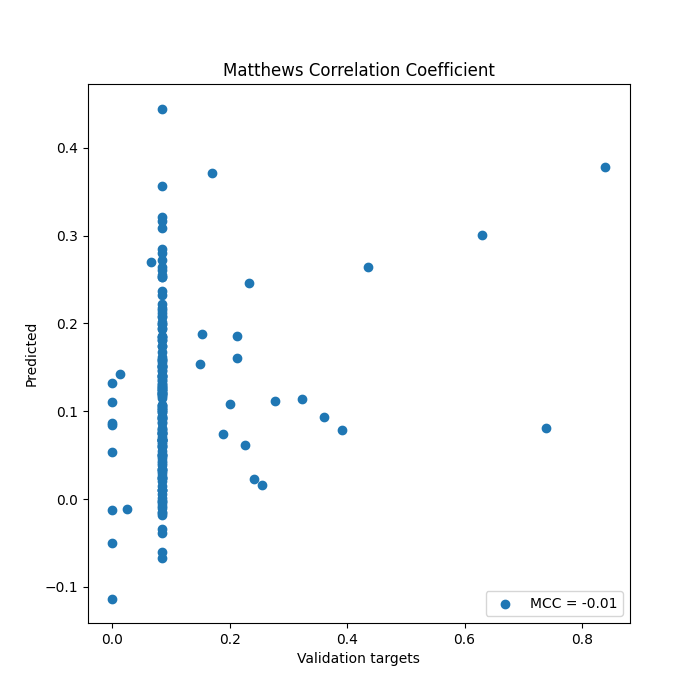 Matthews Correlation Coefficient
0.4
0.3
0.2
0.1
0.0
−0.1
Predicted
MCC = -0.01
0.0 0.2 0.4 0.6 0.8
Validation targets